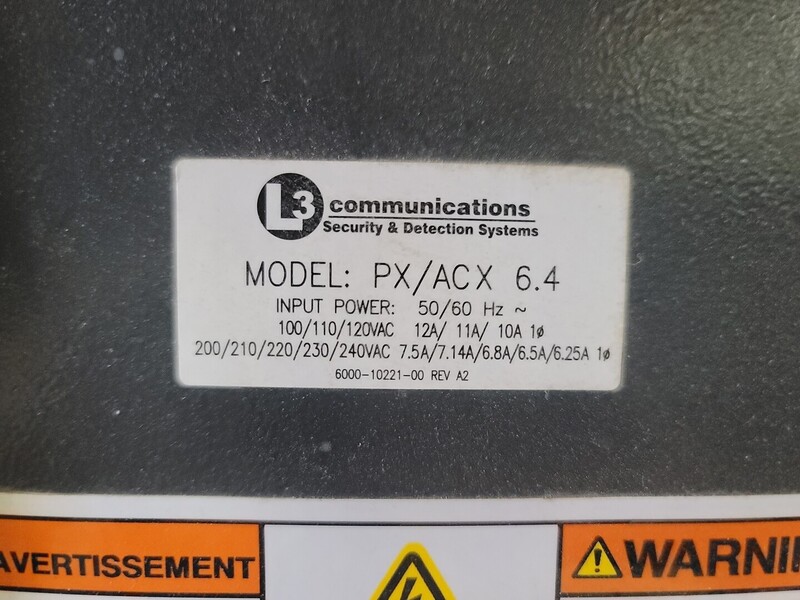 L3 communications
Security & Detection Systems
MODEL: PX/ACX 6.4
INPUT POWER: 50/60 Hz ~
100/110/120VAC 12A/ 11A/ 10A 1ø
200/210/220/230/240VAC 7.5A/7.14A/6.8A/6.5A/6.25A 1ø
6000-10221-00 REV A2
AVERTISSEMENT
WARNI